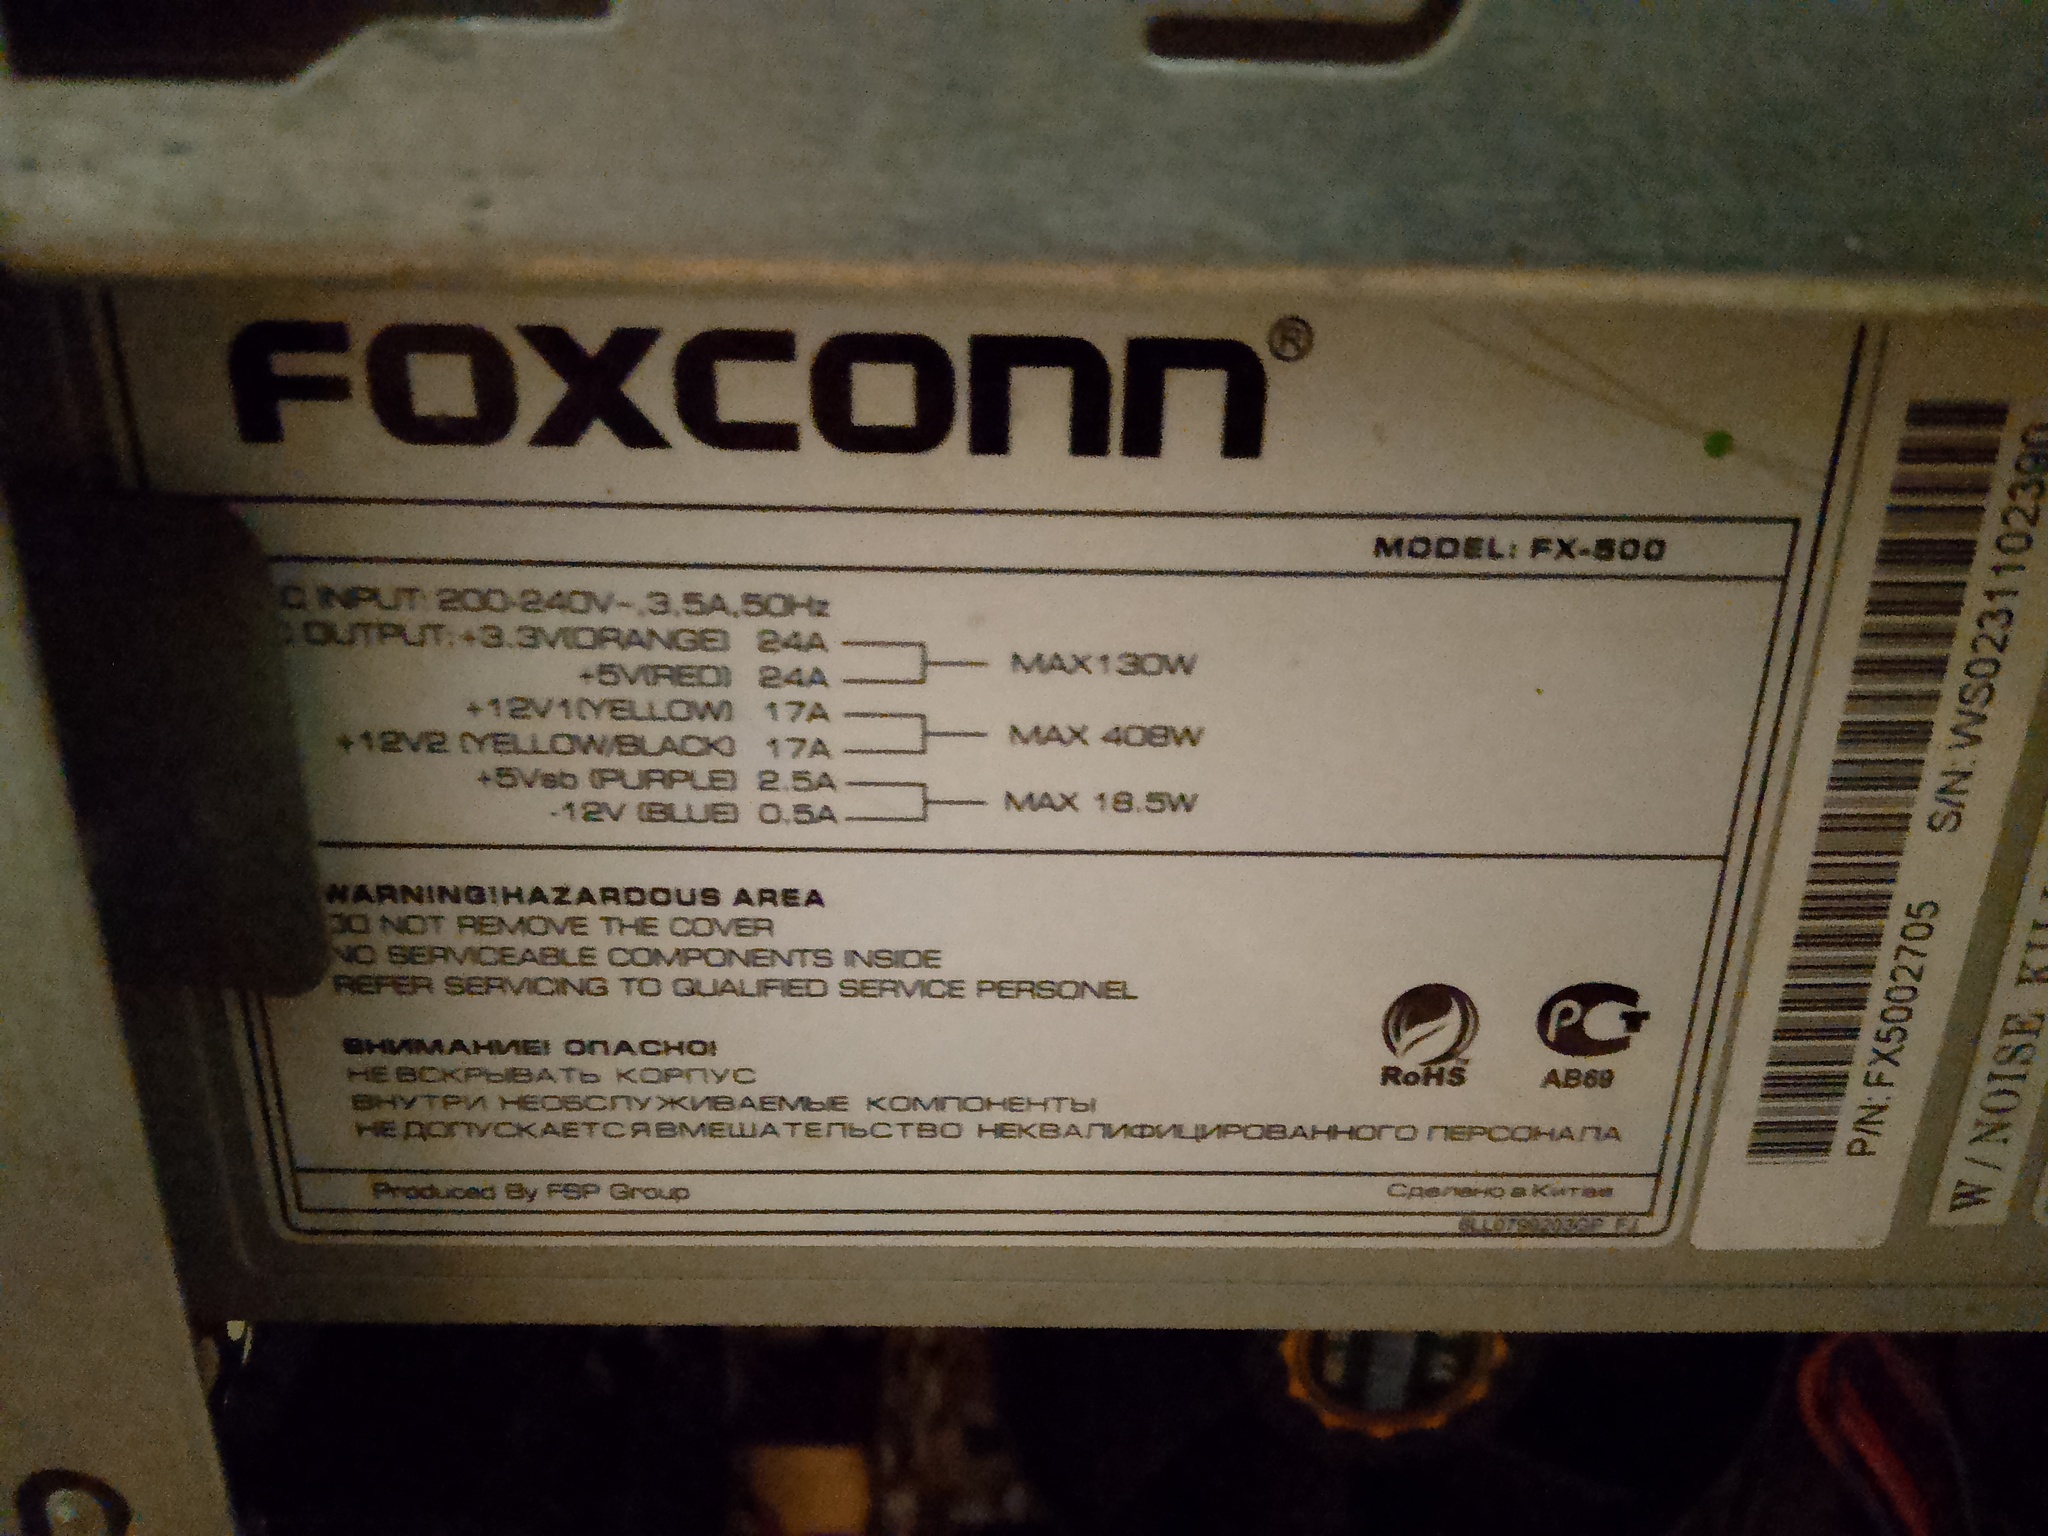 FOXCONN®
MODEL: FX-500
C INPUT: 200-240V~,3.5A,50Hz
C OUTPUT: +3.3V(ORANGE) 24A
+5V(RED) 24A
MAX130W
+12V1(YELLOW) 17A
+12V2 (YELLOW/BLACK) 17A
MAX 408W
+5Vsb (PURPLE) 2.5A
-12V (BLUE) 0.5A
MAX 18.5W
WARNING!HAZARDOUS AREA
DO NOT REMOVE THE COVER
NO SERVICEABLE COMPONENTS INSIDE
REFER SERVICING TO QUALIFIED SERVICE PERSONEL
ВНИМАНИЕ! ОПАСНО!
НЕ ВСКРЫВАТЬ КОРПУС
ВНУТРИ НЕОБСЛУЖИВАЕМЫЕ КОМПОНЕНТЫ
НЕ ДОПУСКАЕТСЯ ВМЕШАТЕЛЬСТВО НЕКВАЛИФИЦИРОВАННОГО ПЕРСОНАЛА
RoHS
РСТ
АВ69
Produced By FSP Group
Сделано в Китае
P/N: FX5002705
S/N: WS0231102390
W/NOISE